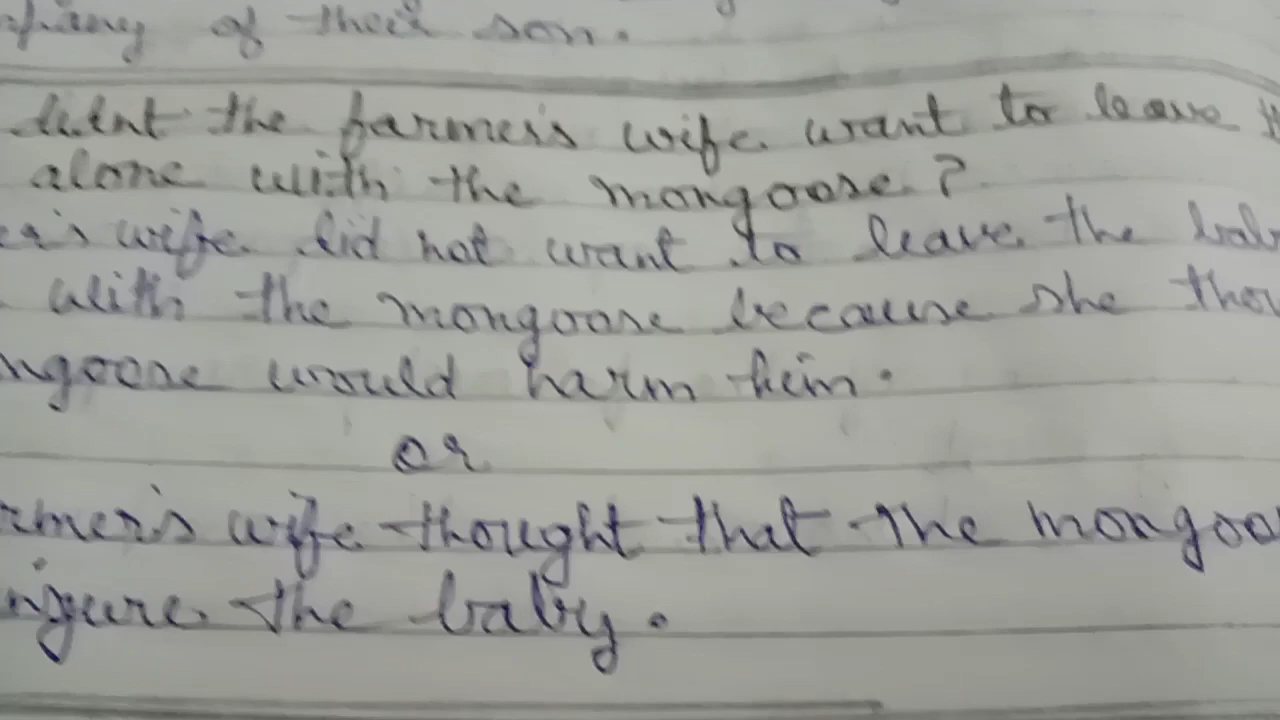 of their son.
didnt the farmer's wife want to leave
alone with the mongoose?
er's wife did not want to leave the
with the mongoose because she
ngoose would harm him.
or
rmer's wife thought that the mongoo
njure the baby.